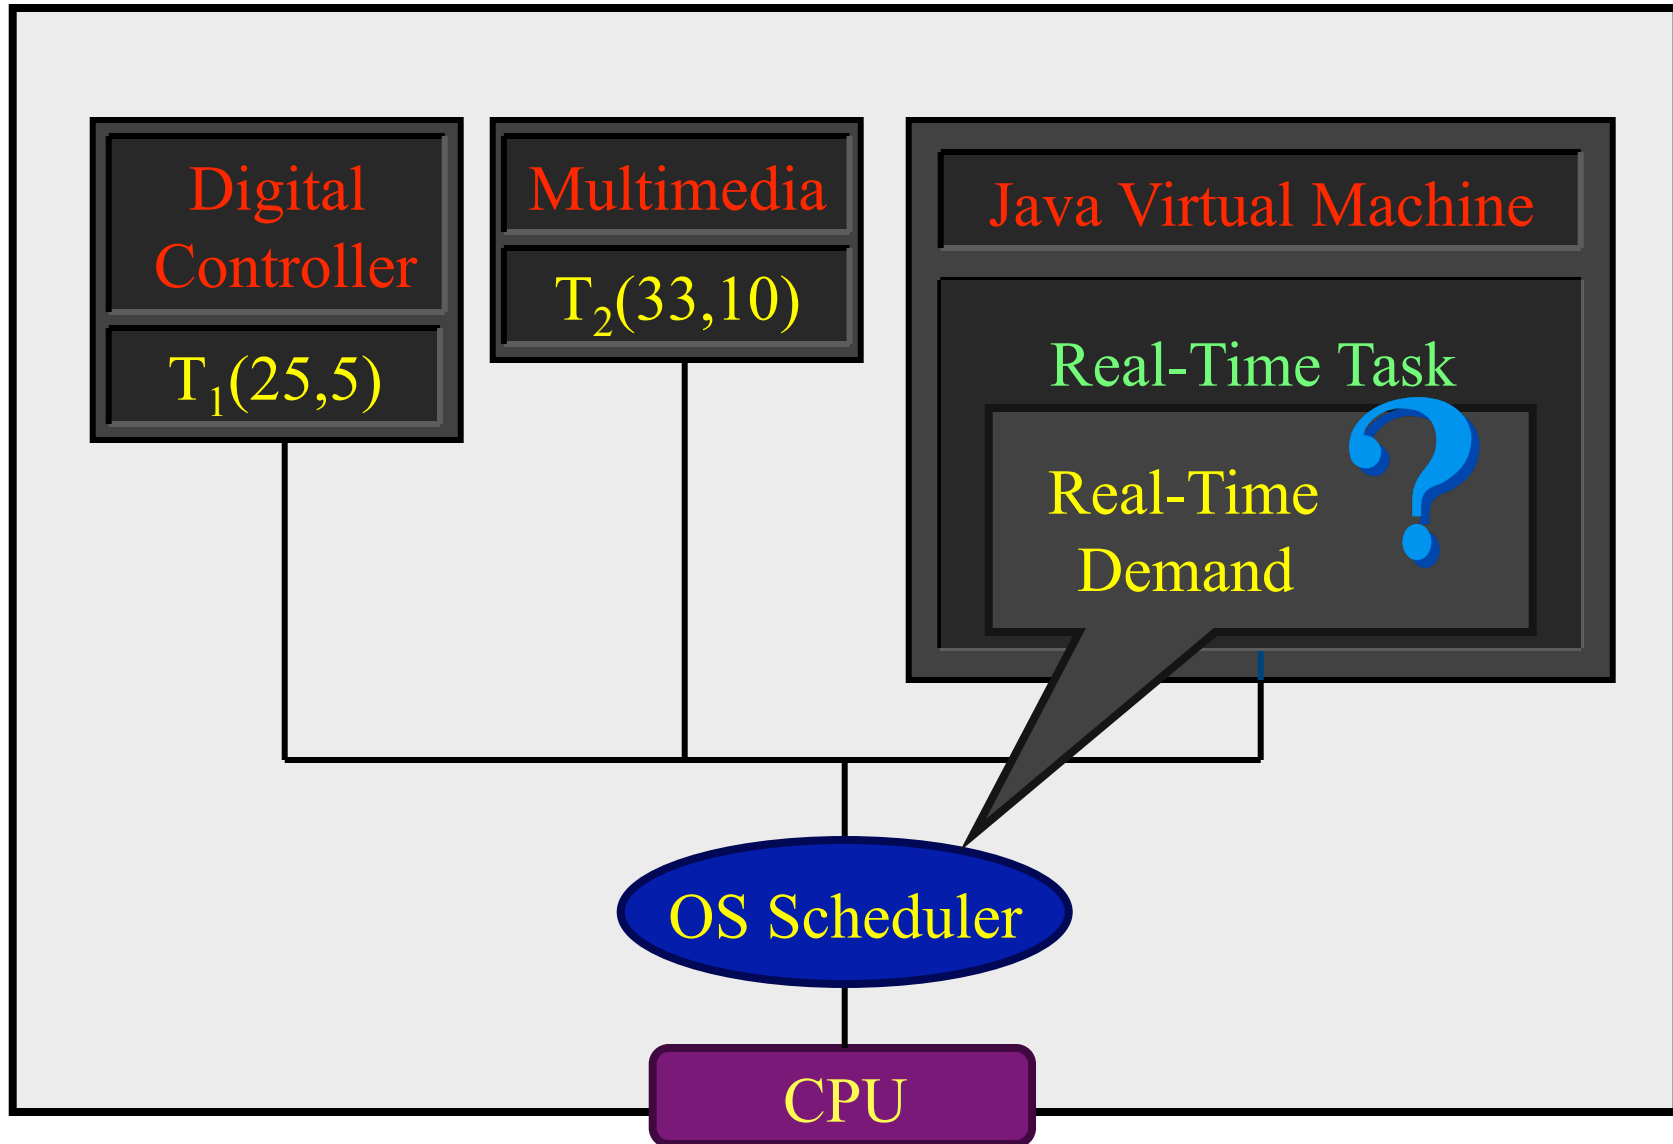 Digital
Controller
T₁(25,5)
Multimedia
T₂(33,10)
Java Virtual Machine
Real-Time Task
Real-Time
Demand
?
OS Scheduler
CPU